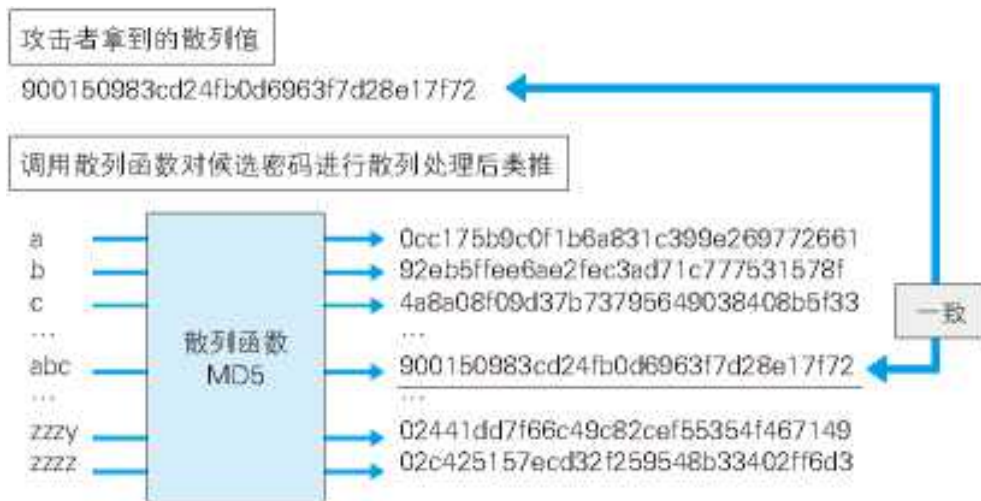 攻击者拿到的散列值
900150983cd24fb0d6963f7d28e17f72
调用散列函数对候选密码进行散列处理后类推
a 0cc175b9c0f1b6a831c399e269772661
b 92eb5ffee6ae2fec3ad71c777531578f
c 4a8a08f09d37b73795649038408b5f33
一致
… …
散列函数
MD5
abc 900150983cd24fb0d6963f7d28e17f72
… …
zzzy 02441dd7f66c49c82cef55354f467149
zzzz 02c425157ecd32f259548b33402ff6d3